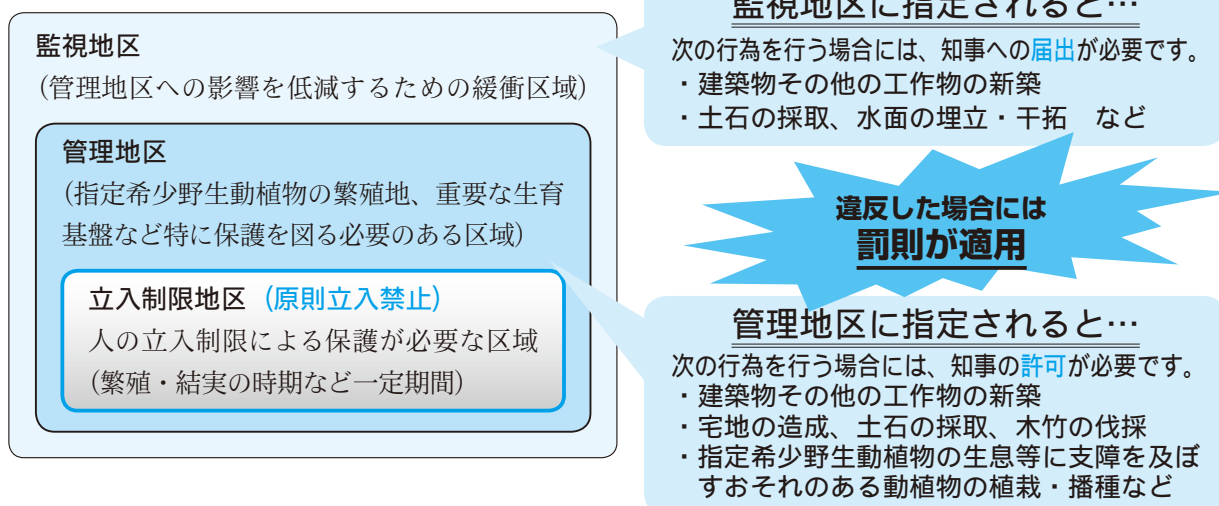 監視地区
(管理地区への影響を低減するための緩衝区域)
管理地区
(指定希少野生動植物の繁殖地、重要な生育
基盤など特に保護を図る必要のある区域)
立入制限地区(原則立入禁止)
人の立入制限による保護が必要な区域
(繁殖・結実の時期など一定期間)
監視地区に指定されると…
次の行為を行う場合には、知事への届出が必要です。
・建築物その他の工作物の新築
・土石の採取、水面の埋立・干拓 など
違反した場合には
罰則が適用
管理地区に指定されると…
次の行為を行う場合には、知事の許可が必要です。
・建築物その他の工作物の新築
・宅地の造成、土石の採取、木竹の伐採
・指定希少野生動植物の生息等に支障を及ぼ
すおそれのある動植物の植栽・播種など